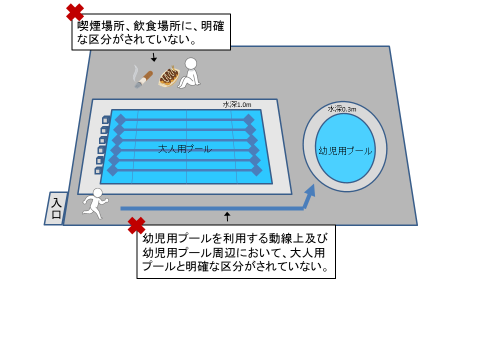 喫煙場所、飲食場所に、明確
な区分がされていない。
水深1.0m
水深0.3m
大人用プール
幼児用プール
入
口
幼児用プールを利用する動線上及び
幼児用プール周辺において、大人用
プールと明確な区分がされていない。